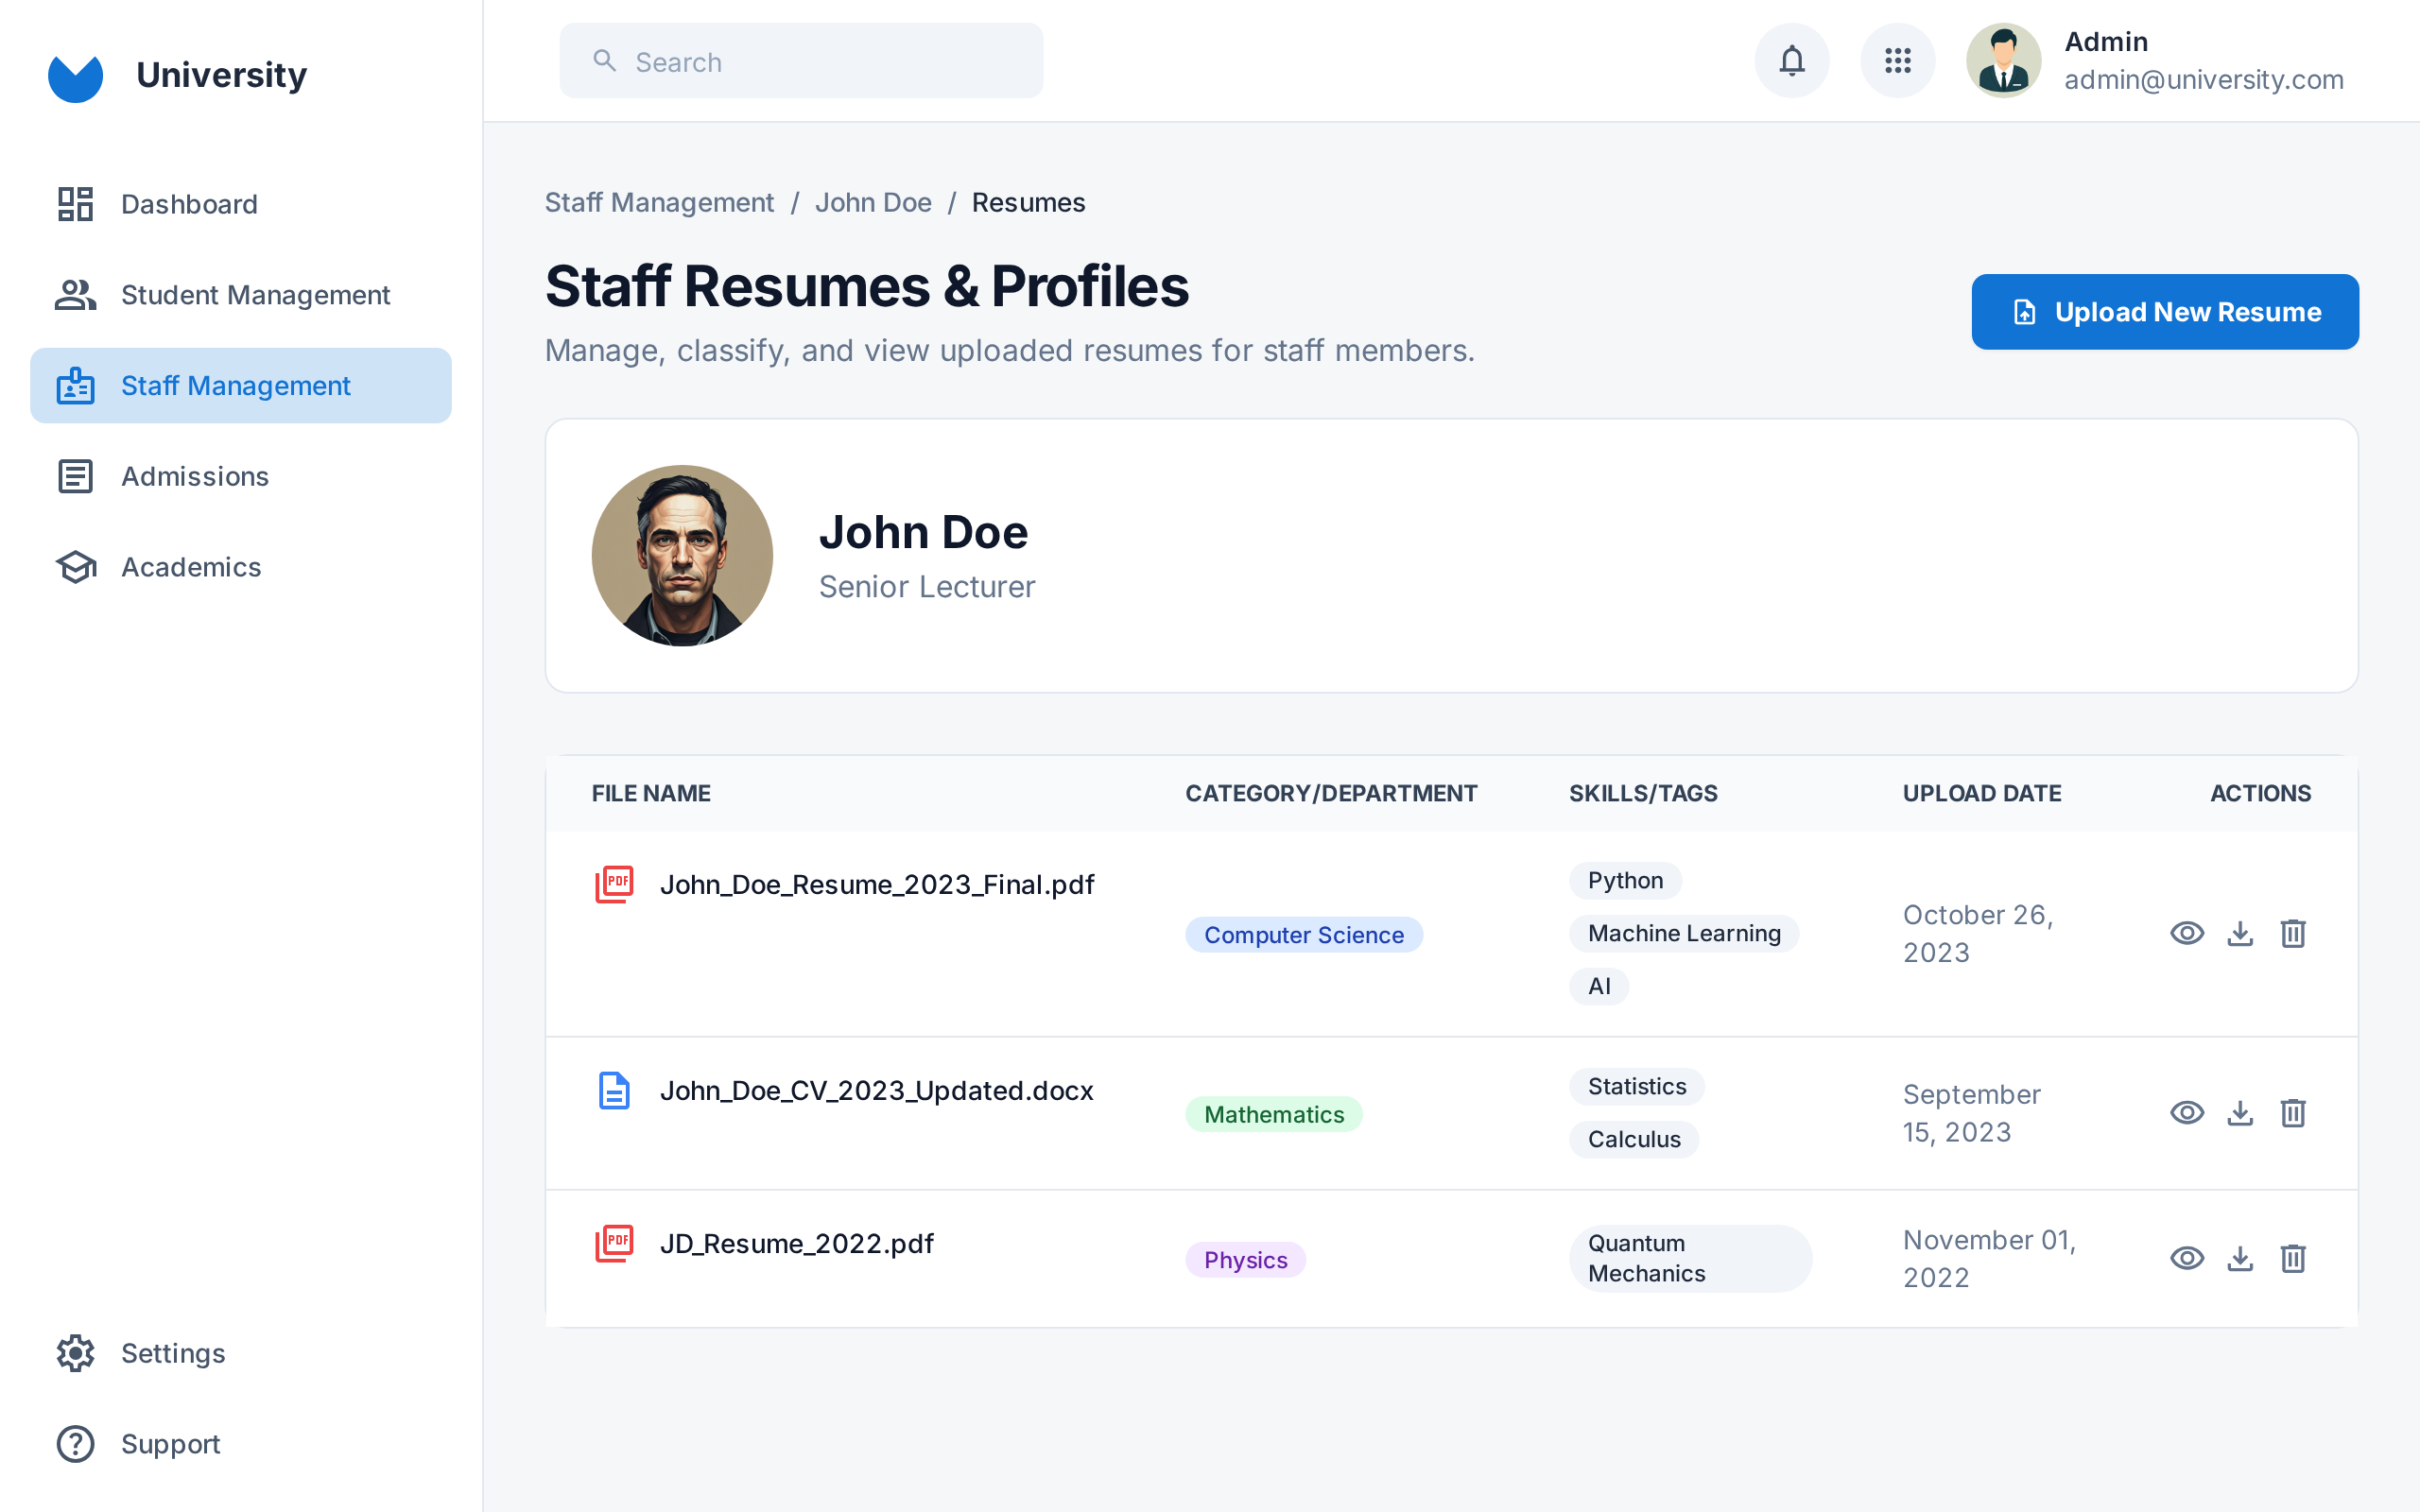 University
Search
Admin
admin@university.com
Dashboard
Student Management
Staff Management
Admissions
Academics
Settings
Support
Staff Management / John Doe / Resumes
Staff Resumes & Profiles
Manage, classify, and view uploaded resumes for staff members.
Upload New Resume
John Doe
Senior Lecturer
FILE NAME CATEGORY/DEPARTMENT SKILLS/TAGS UPLOAD DATE ACTIONS
PDF
John_Doe_Resume_2023_Final.pdf
Computer Science
Python
Machine Learning
AI
October 26,
2023
John_Doe_CV_2023_Updated.docx
Mathematics
Statistics
Calculus
September
15, 2023
PDF
JD_Resume_2022.pdf
Physics
Quantum
Mechanics
November 01,
2022